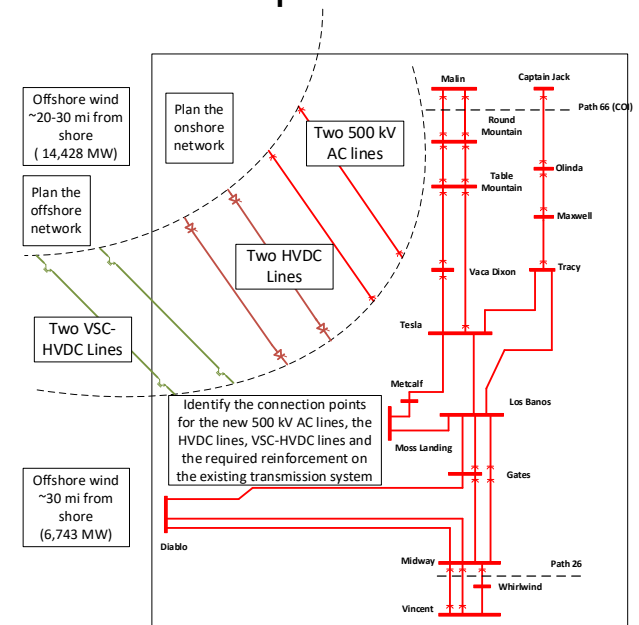 Offshore wind
~20-30 mi from
shore
( 14,428 MW)
Plan the
onshore
network
Two 500 kV
AC lines
Malin
Captain Jack
Path 66 (COI)
Round
Mountain
Table
Mountain
Olinda
Maxwell
Plan the
offshore
network
Two HVDC
Lines
Vaca Dixon
Tracy
Two VSC-
HVDC Lines
Tesla
Metcalf
Los Banos
Moss Landing
Identify the connection points
for the new 500 kV AC lines, the
HVDC lines, VSC-HVDC lines and
the required reinforcement on
the existing transmission system
Gates
Offshore wind
~30 mi from
shore
(6,743 MW)
Diablo
Midway
Path 26
Whirlwind
Vincent